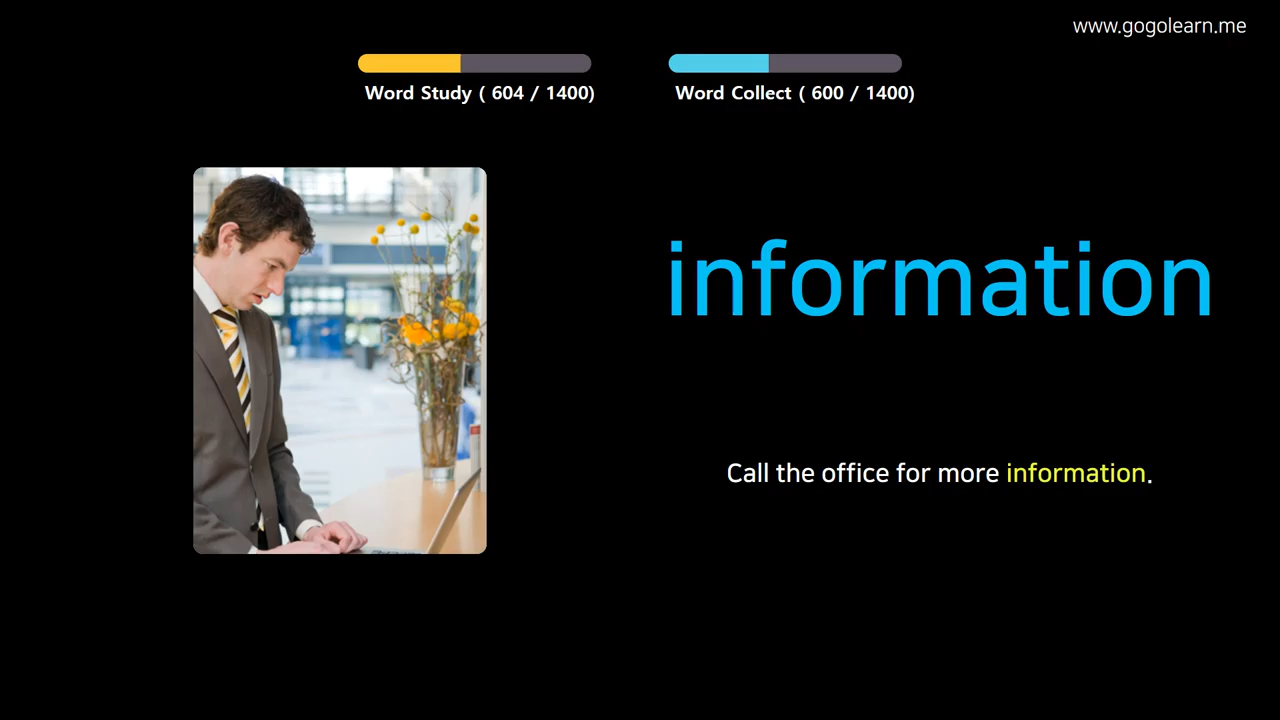 www.gogolearn.me
Word Study ( 604 / 1400)
Word Collect ( 600 / 1400)
information
Call the office for more information.